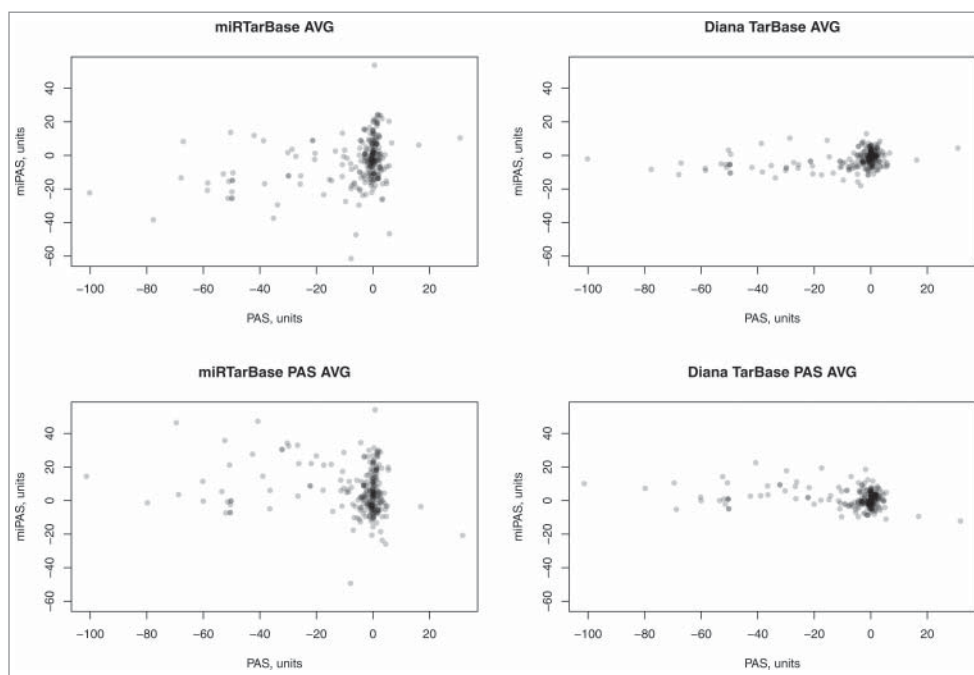 miRTarBase AVG
miPAS, units
40
20
0
−20
−40
−60
−100 −80 −60 −40 −20 0 20
PAS, units
Diana TarBase AVG
miPAS, units
40
20
0
−20
−40
−60
−100 −80 −60 −40 −20 0 20
PAS, units
miRTarBase PAS AVG
miPAS, units
40
20
0
−20
−40
−60
−100 −80 −60 −40 −20 0 20
PAS, units
Diana TarBase PAS AVG
miPAS, units
40
20
0
−20
−40
−60
−100 −80 −60 −40 −20 0 20
PAS, units